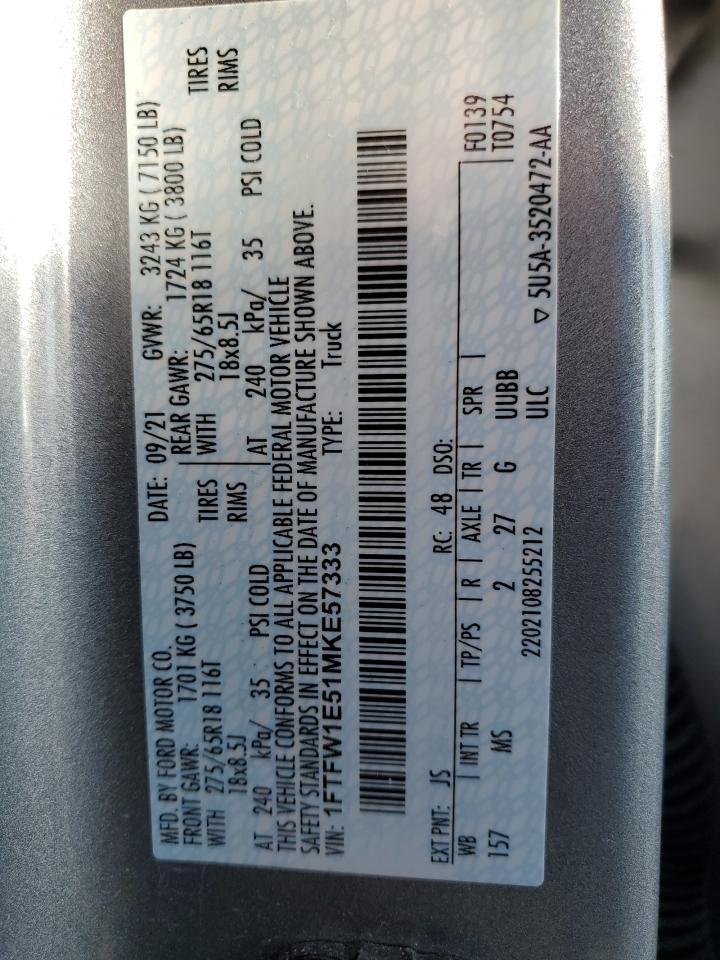 MFD. BY FORD MOTOR CO.
DATE: 09/21 GVWR: 3243 KG ( 7150 LB)
FRONT GAWR: 1701 KG ( 3750 LB) REAR GAWR: 1724 KG ( 3800 LB)
WITH 275/65R18 116T TIRES WITH 275/65R18 116T TIRES
18x8.5J RIMS 18x8.5J RIMS
AT 240 kPa/ 35 PSI COLD AT 240 kPa/ 35 PSI COLD
THIS VEHICLE CONFORMS TO ALL APPLICABLE FEDERAL MOTOR VEHICLE
SAFETY STANDARDS IN EFFECT ON THE DATE OF MANUFACTURE SHOWN ABOVE.
VIN: 1FTFW1E51MKE57333 TYPE: Truck
EXT PNT: JS RC: 48 DSO: F0139
WB | INT TR | TP/PS | R | AXLE | TR | SPR | T0754
157 MS 2 27 G UUBB
2202108255212 ULC ▽ 5U5A-3520472-AA